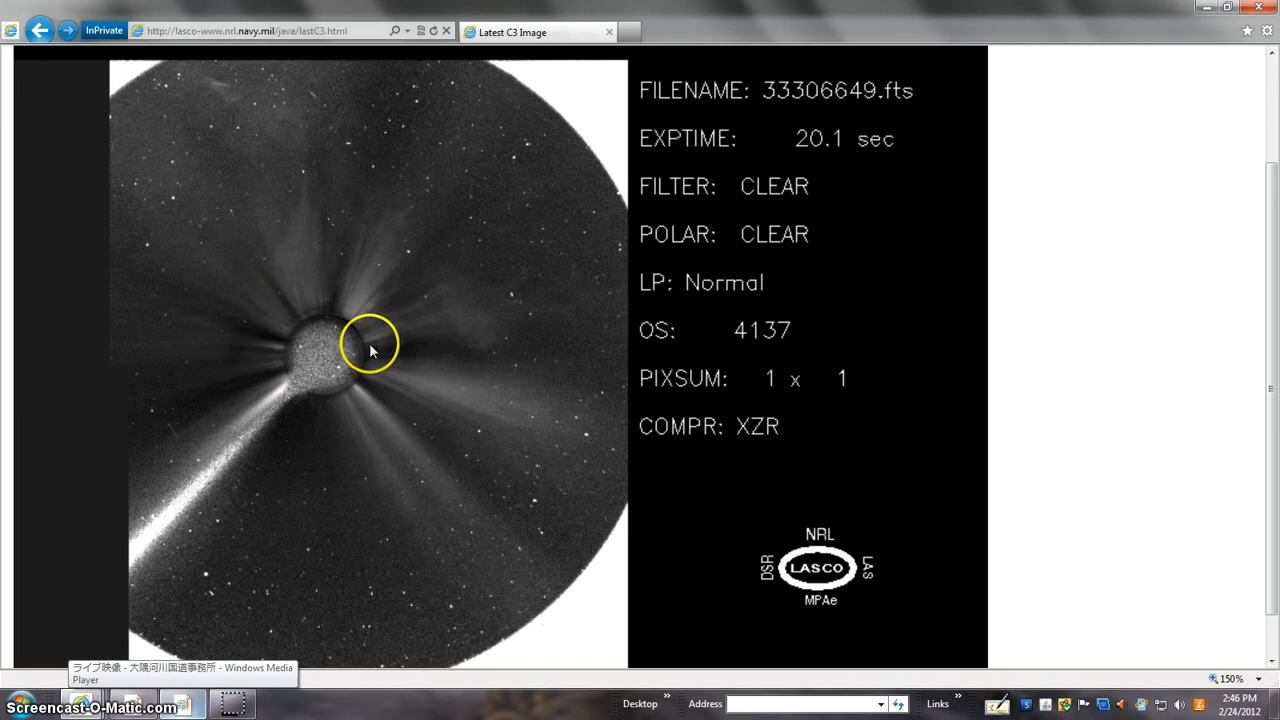 InPrivate
http://lasco-www.nrl.navy.mil/java/lastC3.html
Latest C3 Image
FILENAME: 33306649.fts
EXPTIME: 20.1 sec
FILTER: CLEAR
POLAR: CLEAR
LP: Normal
OS: 4137
PIXSUM: 1 x 1
COMPR: XZR
NRL
DSR LASCO LAS
MPAe
ライブ映像 - 大隅河川国道事務所 - Windows Media
Player
150%
Screencast-O-Matic.com
Desktop
Address
Links
2:46 PM
2/24/2012